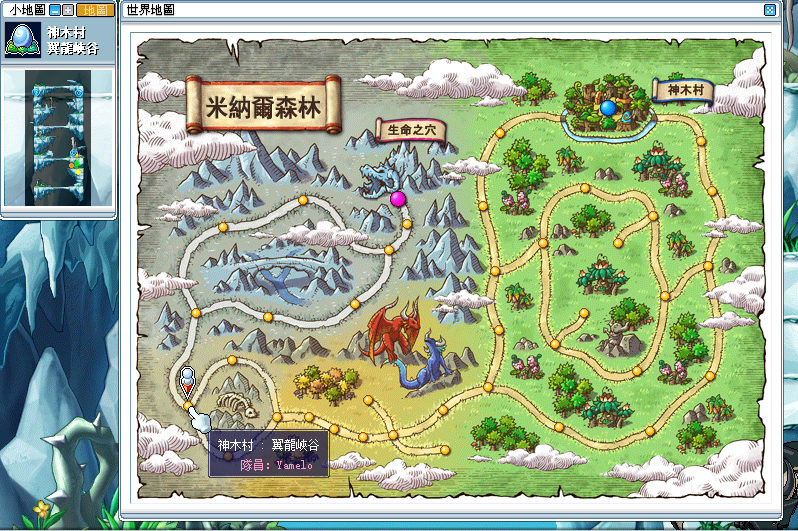 小地圖
地圖
神木村
翼龍峽谷
世界地圖
米納爾森林
生命之穴
神木村
神木村 : 翼龍峽谷
隊員: Yamelo